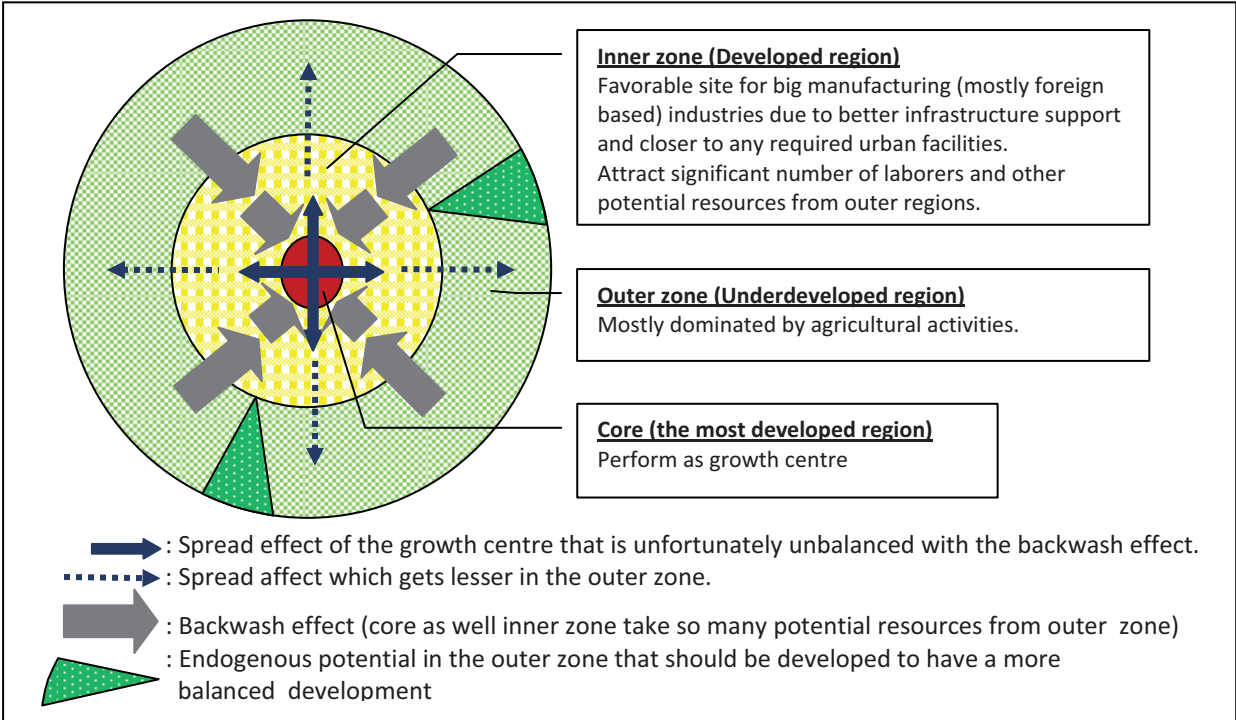 Inner zone (Developed region)
Favorable site for big manufacturing (mostly foreign
based) industries due to better infrastructure support
and closer to any required urban facilities.
Attract significant number of laborers and other
potential resources from outer regions.
Outer zone (Underdeveloped region)
Mostly dominated by agricultural activities.
Core (the most developed region)
Perform as growth centre
: Spread effect of the growth centre that is unfortunately unbalanced with the backwash effect.
: Spread affect which gets lesser in the outer zone.
: Backwash effect (core as well inner zone take so many potential resources from outer zone)
: Endogenous potential in the outer zone that should be developed to have a more
balanced development